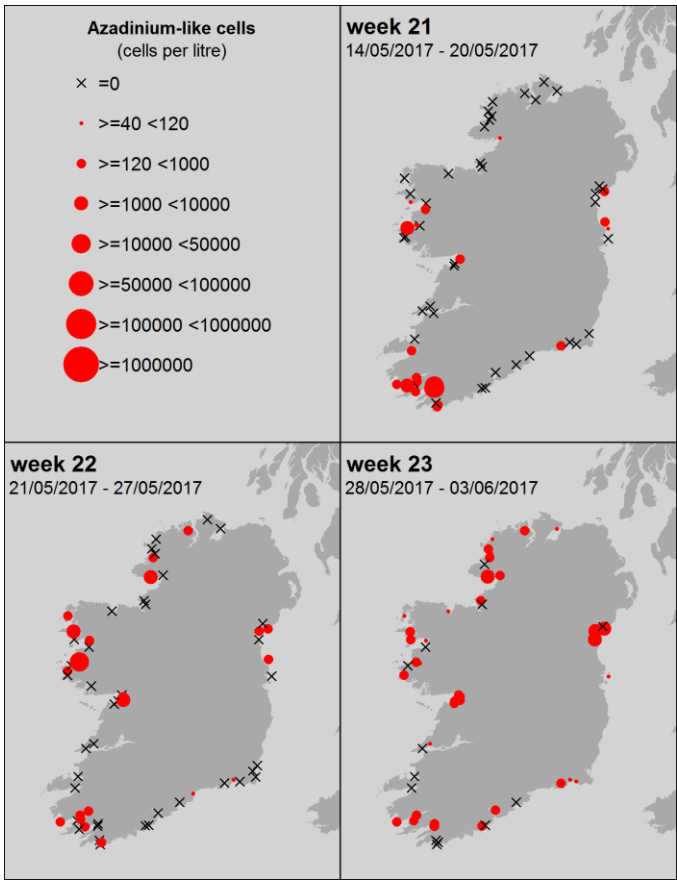 Azadinium-like cells
(cells per litre)
=0
>=40 <120
>=120 <1000
>=1000 <10000
>=10000 <50000
>=50000 <100000
>=100000 <1000000
>=1000000
week 21
14/05/2017 - 20/05/2017
week 22
21/05/2017 - 27/05/2017
week 23
28/05/2017 - 03/06/2017